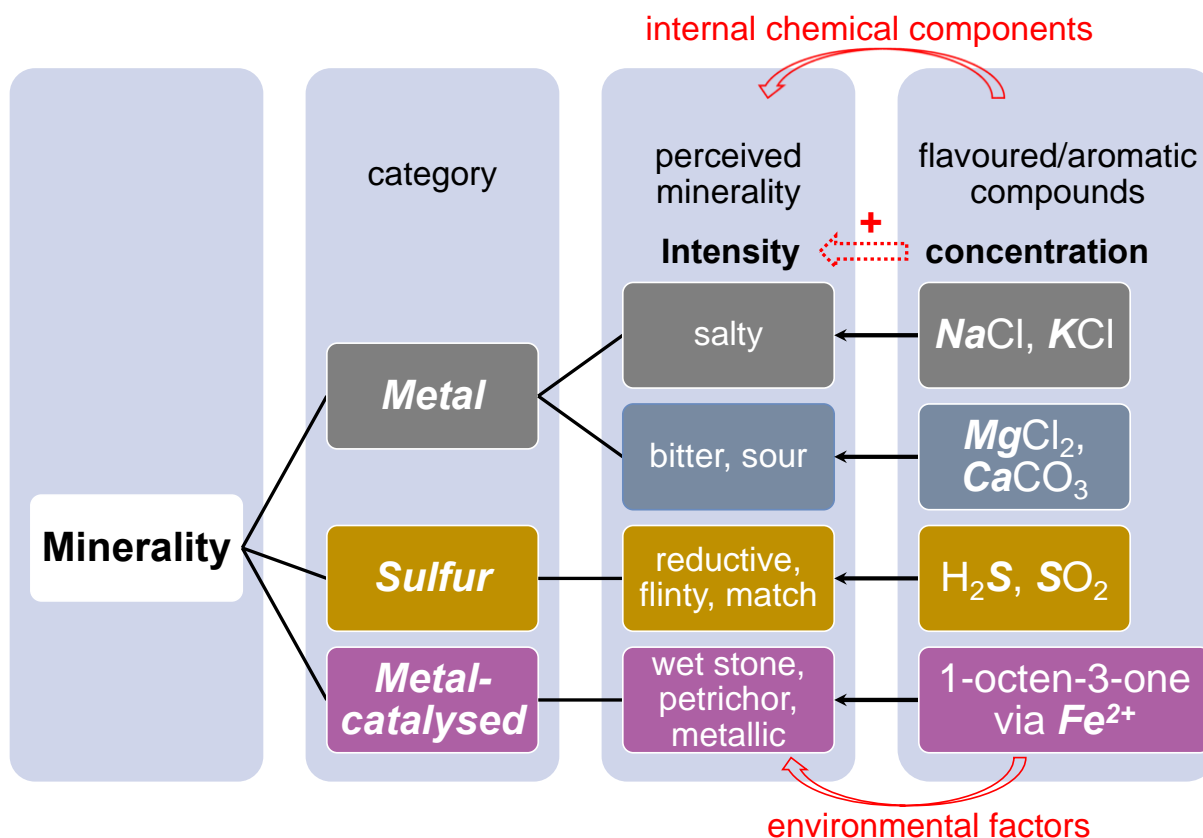 internal chemical components
category
perceived
minerality
flavoured/aromatic
compounds
+
Intensity
concentration
salty
NaCl, KCl
Metal
bitter, sour
MgCl₂,
CaCO₃
Minerality
Sulfur
reductive,
flinty, match
H₂S, SO₂
Metal-
catalysed
wet stone,
petrichor,
metallic
1-octen-3-one
via Fe²⁺
environmental factors